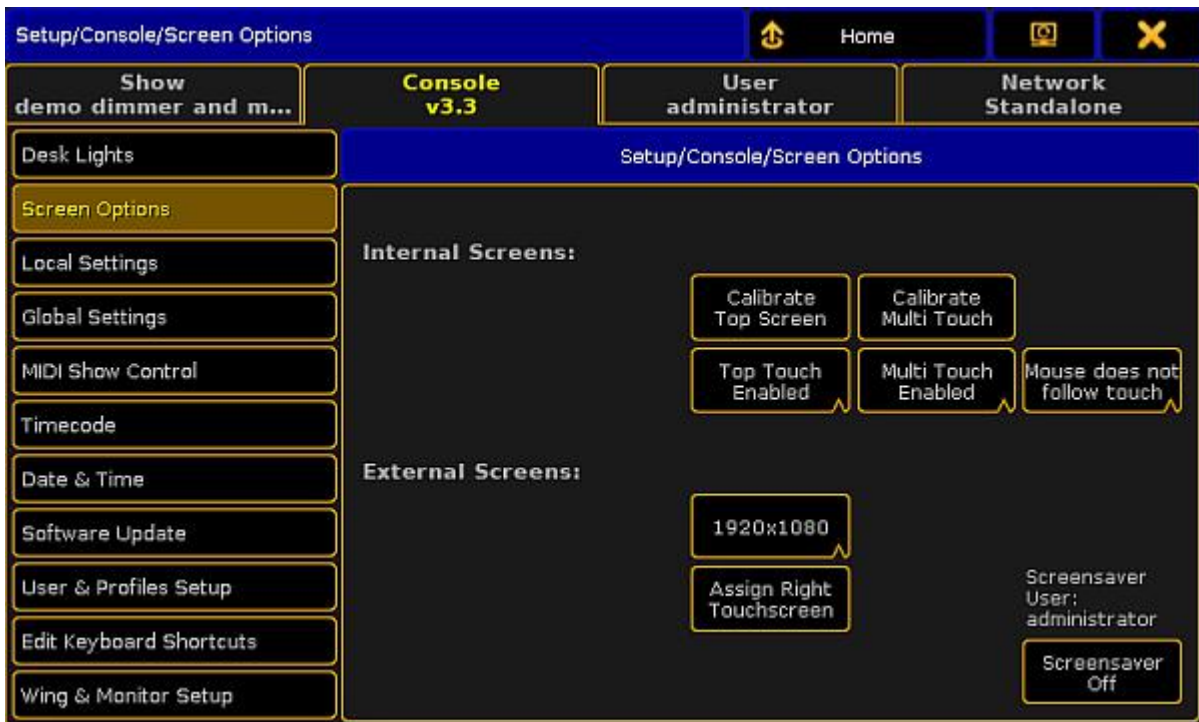 Setup/Console/Screen Options
Home
Show
demo dimmer and m...
Console
v3.3
User
administrator
Network
Standalone
Desk Lights
Screen Options
Local Settings
Global Settings
MIDI Show Control
Timecode
Date & Time
Software Update
User & Profiles Setup
Edit Keyboard Shortcuts
Wing & Monitor Setup
Setup/Console/Screen Options
Internal Screens:
Calibrate
Top Screen
Calibrate
Multi Touch
Top Touch
Enabled
Multi Touch
Enabled
Mouse does not
follow touch
External Screens:
1920x1080
Assign Right
Touchscreen
Screensaver
User:
administrator
Screensaver
Off